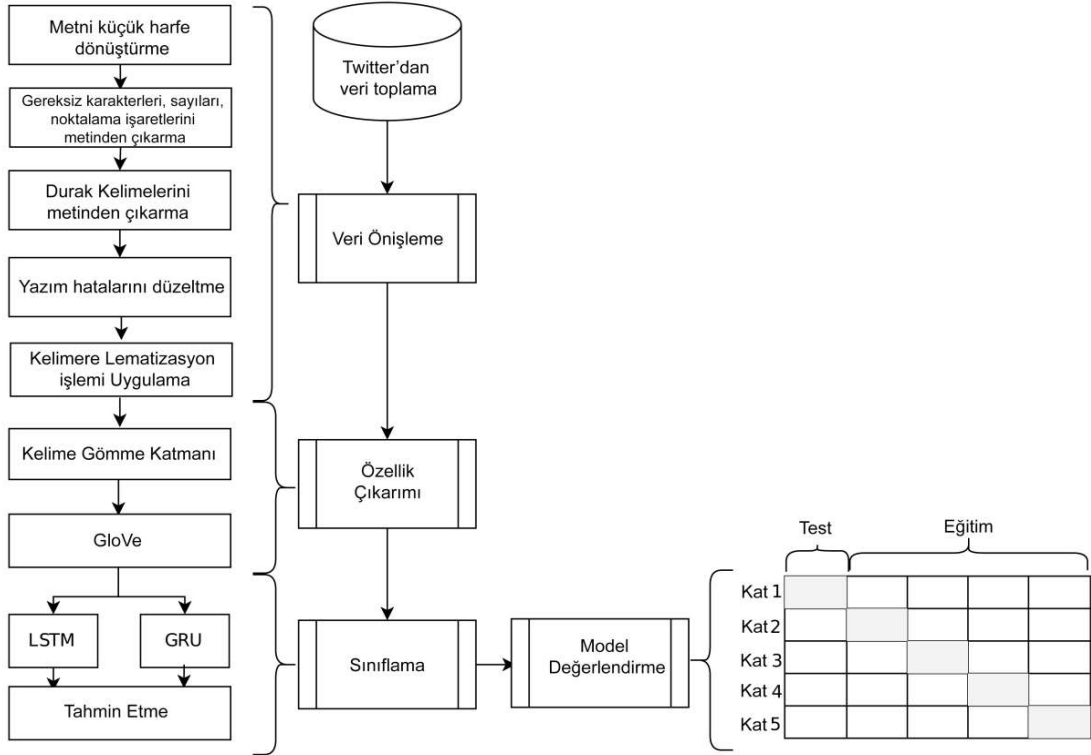 Metni küçük harfe
dönüştürme
Gereksiz karakterleri, sayıları,
noktalama işaretlerini
metinden çıkarma
Durak Kelimelerini
metinden çıkarma
Yazım hatalarını düzeltme
Kelimere Lematizasyon
işlemi Uygulama
Kelime Gömme Katmanı
GloVe
LSTM
GRU
Tahmin Etme
Twitter’dan
veri toplama
Veri Önişleme
Özellik
Çıkarımı
Sınıflama
Model
Değerlendirme
Test
Eğitim
Kat 1
Kat 2
Kat 3
Kat 4
Kat 5